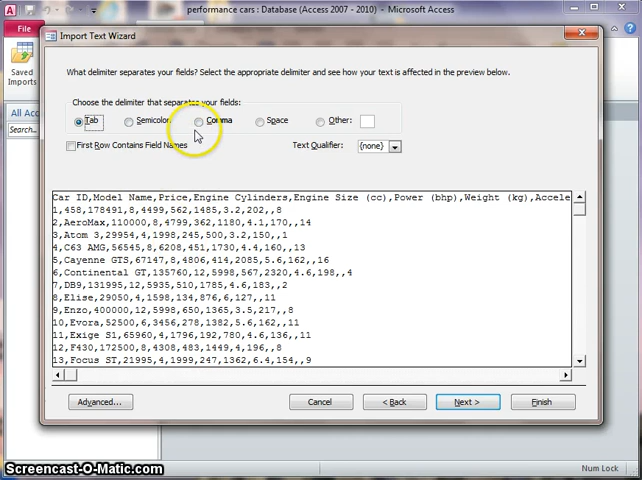 performance cars : Database (Access 2007 - 2010) - Microsoft Access
File
Import Text Wizard
Saved
Imports
What delimiter separates your fields? Select the appropriate delimiter and see how your text is affected in the preview below.
Choose the delimiter that separates your fields:
Tab
Semicolon
Comma
Space
Other:
First Row Contains Field Names
Text Qualifier:
{none}
All Acc
Search...
Car ID,Model Name,Price,Engine Cylinders,Engine Size (cc),Power (bhp),Weight (kg),Accele
1,458,178491,8,4499,562,1485,3.2,202,,8
2,AeroMax,110000,8,4799,362,1180,4.1,170,,14
3,Atom 3,29954,4,1998,245,500,3.2,150,,1
4,C63 AMG,56545,8,6208,451,1730,4.4,160,,13
5,Cayenne GTS,67147,8,4806,414,2085,5.6,162,,16
6,Continental GT,135760,12,5998,567,2320,4.6,198,,4
7,DB9,131995,12,5935,510,1785,4.6,183,,2
8,Elise,29050,4,1598,134,876,6,127,,11
9,Enzo,400000,12,5998,650,1365,3.5,217,,8
10,Evora,52500,6,3456,278,1382,5.6,162,,11
11,Exige S1,65960,4,1796,192,780,4.6,136,,11
12,F430,172500,8,4308,483,1449,4,196,,8
13,Focus ST,21995,4,1999,247,1362,6.4,154,,9
Advanced...
Cancel
< Back
Next >
Finish
Screencast-O-Matic.com
Num Lock